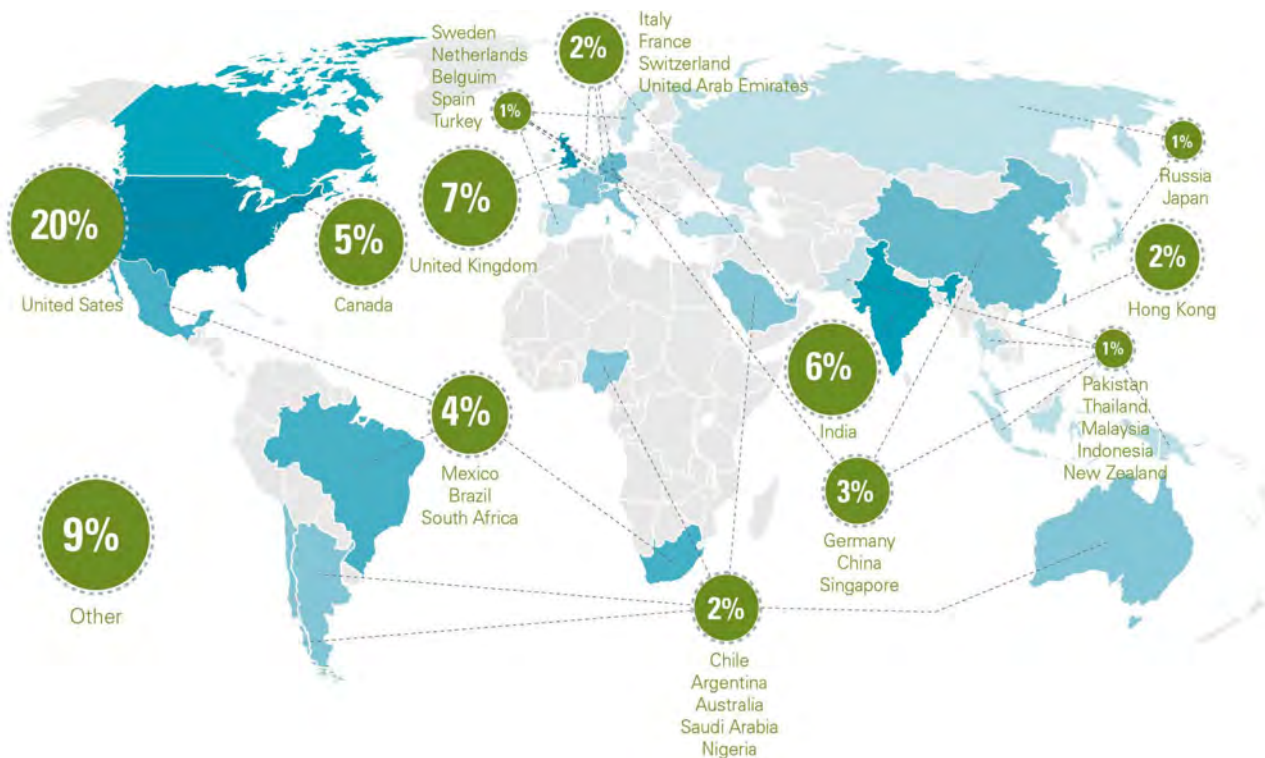 Sweden
Netherlands
Belguim
Spain
Turkey
1%
2%
Italy
France
Switzerland
United Arab Emirates
20%
United Sates
5%
Canada
7%
United Kingdom
1%
Russia
Japan
2%
Hong Kong
6%
India
1%
Pakistan
Thailand
Malaysia
Indonesia
New Zealand
4%
Mexico
Brazil
South Africa
3%
Germany
China
Singapore
9%
Other
2%
Chile
Argentina
Australia
Saudi Arabia
Nigeria